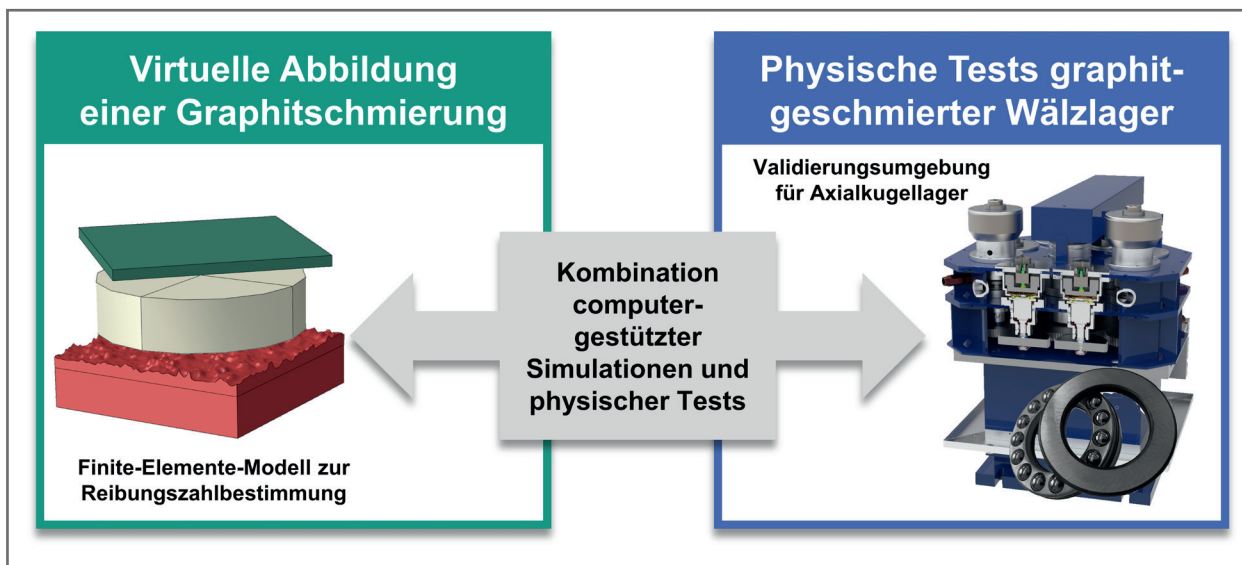 Virtuelle Abbildung
einer Graphitschmierung
Finite-Elemente-Modell zur
Reibungszahlbestimmung
Kombination
computer-
gestützter
Simulationen und
physischer Tests
Physische Tests graphit-
geschmierter Wälzlager
Validierungsumgebung
für Axialkugellager